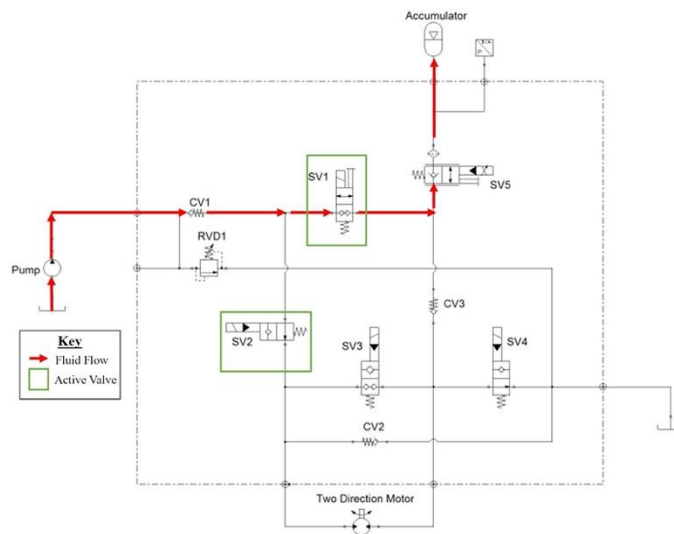 Accumulator
SV1
SV5
CV1
RVD1
Pump
CV3
Key
Fluid Flow
Active Valve
SV2
SV3
SV4
CV2
Two Direction Motor